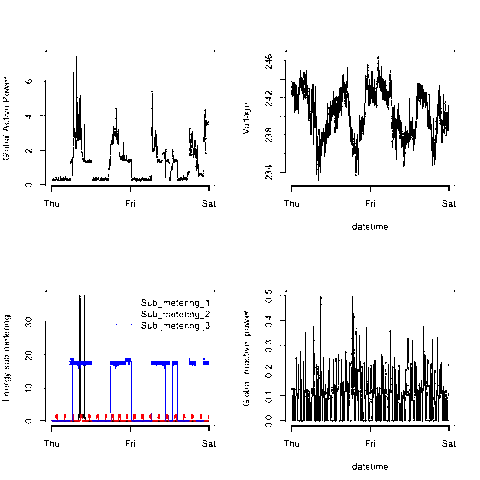 Global Active Power
0 2 4 6
Thu Fri Sat
Voltage
234 238 242 246
Thu Fri Sat
datetime
Energy sub metering
0 10 20 30
Sub_metering_1
Sub_metering_2
Sub_metering_3
Thu Fri Sat
Global_reactive_power
0.0 0.1 0.2 0.3 0.4 0.5
Thu Fri Sat
datetime